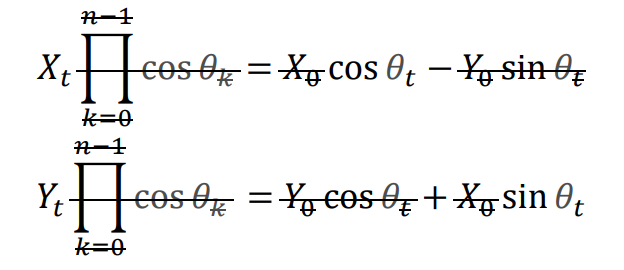 X_t ∏_{k=0}^{n-1} cos θ_k = X_0 cos θ_t − Y_0 sin θ_t
Y_t ∏_{k=0}^{n-1} cos θ_k = Y_0 cos θ_t + X_0 sin θ_t